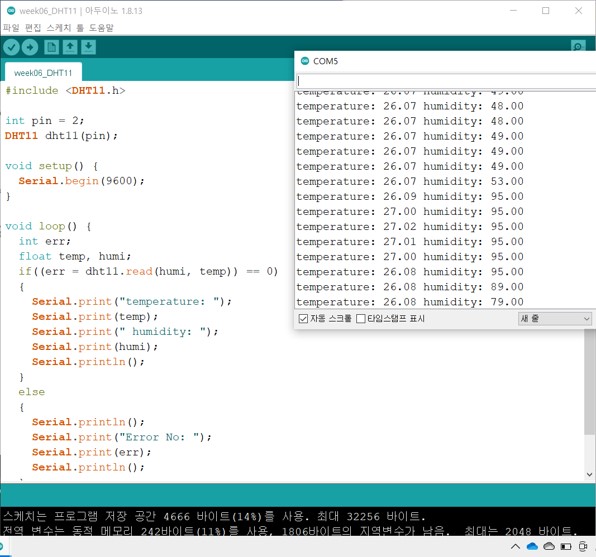 week06_DHT11 | 아두이노 1.8.13
파일 편집 스케치 툴 도움말
week06_DHT11
#include <DHT11.h>
int pin = 2;
DHT11 dht11(pin);
void setup() {
Serial.begin(9600);
}
void loop() {
int err;
float temp, humi;
if((err = dht11.read(humi, temp)) == 0)
{
Serial.print("temperature: ");
Serial.print(temp);
Serial.print(" humidity: ");
Serial.print(humi);
Serial.println();
}
else
{
Serial.println();
Serial.print("Error No: ");
Serial.print(err);
Serial.println();
COM5
temperature: 26.07 humidity: 49.00
temperature: 26.07 humidity: 48.00
temperature: 26.07 humidity: 48.00
temperature: 26.07 humidity: 49.00
temperature: 26.07 humidity: 49.00
temperature: 26.07 humidity: 49.00
temperature: 26.07 humidity: 53.00
temperature: 26.09 humidity: 95.00
temperature: 27.00 humidity: 95.00
temperature: 27.02 humidity: 95.00
temperature: 27.01 humidity: 95.00
temperature: 27.00 humidity: 95.00
temperature: 26.08 humidity: 95.00
temperature: 26.08 humidity: 89.00
temperature: 26.08 humidity: 79.00
자동 스크롤 타임스탬프 표시 새 줄
스케치는 프로그램 저장 공간 4666 바이트(14%)를 사용. 최대 32256 바이트.
전역 변수는 동적 메모리 242바이트(11%)를 사용, 1806바이트의 지역변수가 남음. 최대는 2048 바이트.